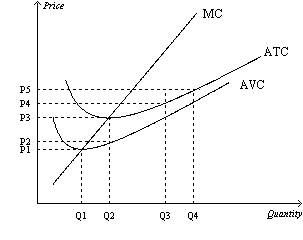 Price
MC
ATC
AVC
P5
P4
P3
P2
P1
Q1 Q2 Q3 Q4
Quantity